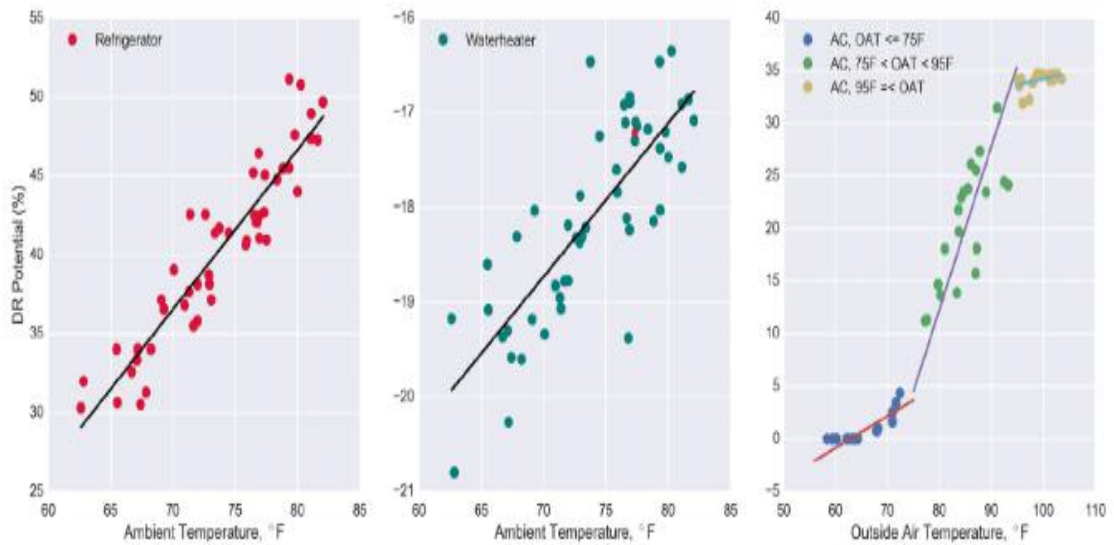 55
50
45
40
35
30
25
60 65 70 75 80 85
DR Potential (%)
Ambient Temperature, °F
Refrigerator
−16
−17
−18
−19
−20
−21
60 65 70 75 80 85
Ambient Temperature, °F
Waterheater
40
35
30
25
20
15
10
5
0
−5
50 60 70 80 90 100 110
Outside Air Temperature, °F
AC, OAT <= 75F
AC, 75F < OAT < 95F
AC, 95F =< OAT